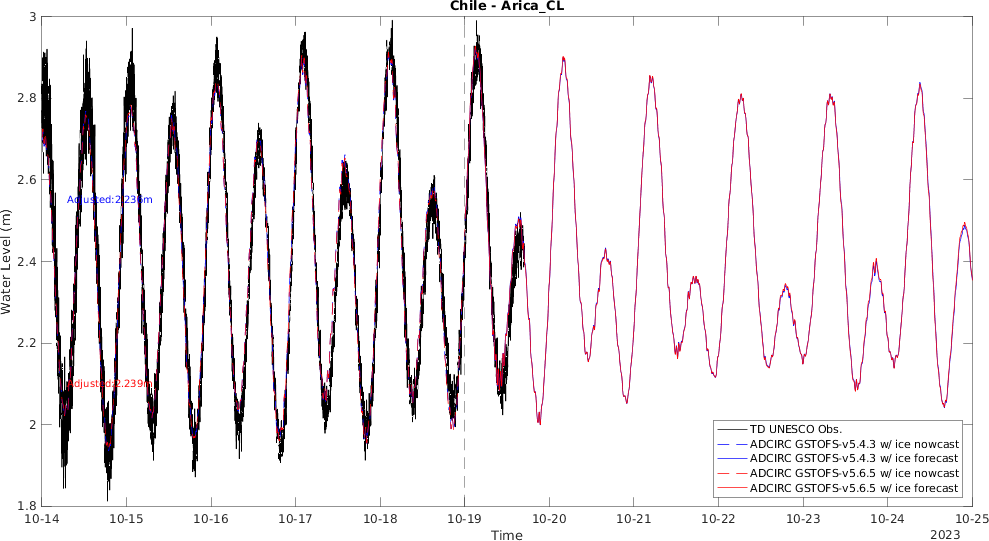 Chile - Arica_CL
Water Level (m)
3
2.8
2.6
2.4
2.2
2
1.8
Adjusted:2.236m
Adjusted:2.239m
TD UNESCO Obs.
ADCIRC GSTOFS-v5.4.3 w/ ice nowcast
ADCIRC GSTOFS-v5.4.3 w/ ice forecast
ADCIRC GSTOFS-v5.6.5 w/ ice nowcast
ADCIRC GSTOFS-v5.6.5 w/ ice forecast
10-14 10-15 10-16 10-17 10-18 10-19 10-20 10-21 10-22 10-23 10-24 10-25
Time
2023